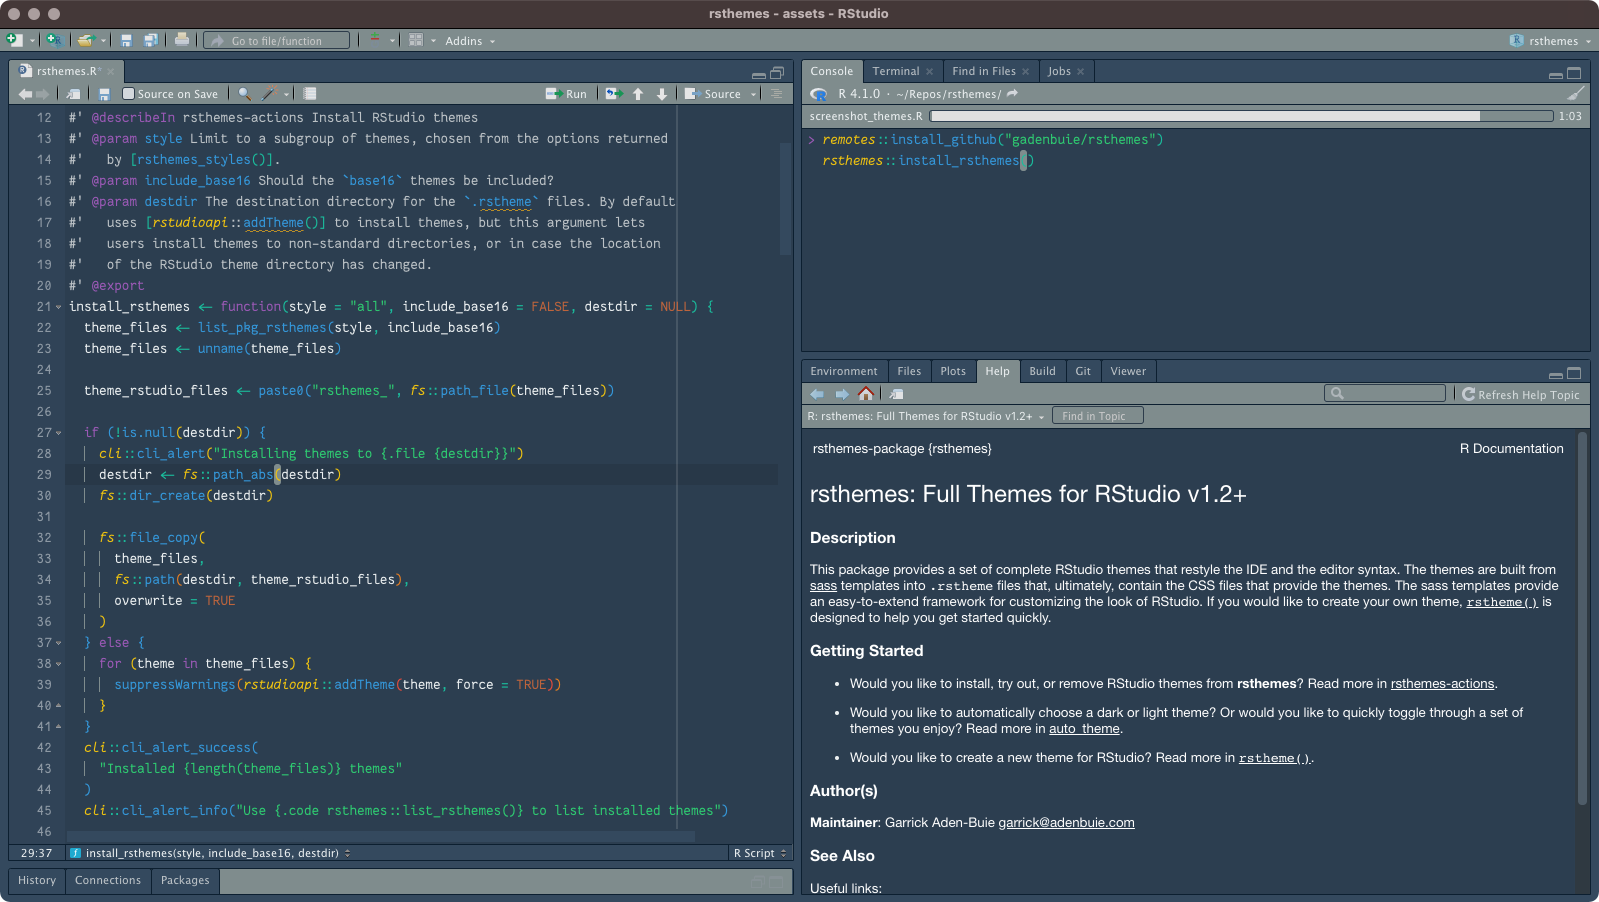 rsthemes - assets - RStudio
Go to file/function
Addins
rsthemes
rsthemes.R*
Source on Save
Run
Source
12 #' @describeIn rsthemes-actions Install RStudio themes
13 #' @param style Limit to a subgroup of themes, chosen from the options returned
14 #'   by [rsthemes_styles()].
15 #' @param include_base16 Should the `base16` themes be included?
16 #' @param destdir The destination directory for the `.rstheme` files. By default
17 #'   uses [rstudioapi::addTheme()] to install themes, but this argument lets
18 #'   users install themes to non-standard directories, or in case the location
19 #'   of the RStudio theme directory has changed.
20 #' @export
21 install_rsthemes <- function(style = "all", include_base16 = FALSE, destdir = NULL) {
22   theme_files <- list_pkg_rsthemes(style, include_base16)
23   theme_files <- unname(theme_files)
24
25   theme_rstudio_files <- paste0("rsthemes_", fs::path_file(theme_files))
26
27   if (!is.null(destdir)) {
28     cli::cli_alert("Installing themes to {.file {destdir}}")
29     destdir <- fs::path_abs(destdir)
30     fs::dir_create(destdir)
31
32     fs::file_copy(
33       theme_files,
34       fs::path(destdir, theme_rstudio_files),
35       overwrite = TRUE
36     )
37   } else {
38     for (theme in theme_files) {
39       suppressWarnings(rstudioapi::addTheme(theme, force = TRUE))
40     }
41   }
42   cli::cli_alert_success(
43     "Installed {length(theme_files)} themes"
44   )
45   cli::cli_alert_info("Use {.code rsthemes::list_rsthemes()} to list installed themes")
46
29:37 install_rsthemes(style, include_base16, destdir) R Script
History Connections Packages
Console Terminal Find in Files Jobs
R 4.1.0 · ~/Repos/rsthemes/
screenshot_themes.R 1:03
> remotes::install_github("gadenbuie/rsthemes")
rsthemes::install_rsthemes()
Environment Files Plots Help Build Git Viewer
Refresh Help Topic
R: rsthemes: Full Themes for RStudio v1.2+ Find in Topic
rsthemes-package {rsthemes} R Documentation
rsthemes: Full Themes for RStudio v1.2+
Description
This package provides a set of complete RStudio themes that restyle the IDE and the editor syntax. The themes are built from
sass templates into .rstheme files that, ultimately, contain the CSS files that provide the themes. The sass templates provide
an easy-to-extend framework for customizing the look of RStudio. If you would like to create your own theme, rstheme() is
designed to help you get started quickly.
Getting Started
• Would you like to install, try out, or remove RStudio themes from rsthemes? Read more in rsthemes-actions.
• Would you like to automatically choose a dark or light theme? Or would you like to quickly toggle through a set of
themes you enjoy? Read more in auto_theme.
• Would you like to create a new theme for RStudio? Read more in rstheme().
Author(s)
Maintainer: Garrick Aden-Buie garrick@adenbuie.com
See Also
Useful links: